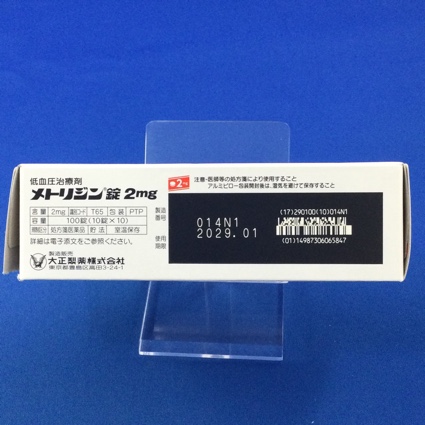 低血圧治療剤
メトリジン®錠 2mg
含量 2mg 識別コード T65 包装 PTP
容量 100錠(10錠×10)
規制区分 処方箋医薬品 貯法 室温保存
詳細は電子添文をご参照ください。
製造販売
大正製薬株式会社
東京都豊島区高田3-24-1
2mg
注意-医師等の処方箋により使用すること
アルミピロー包装開封後は、湿気を避けて保存すること
製造番号
014N1
使用期限
2029.01
(17)290100(10)014N1
(01)14987306065847